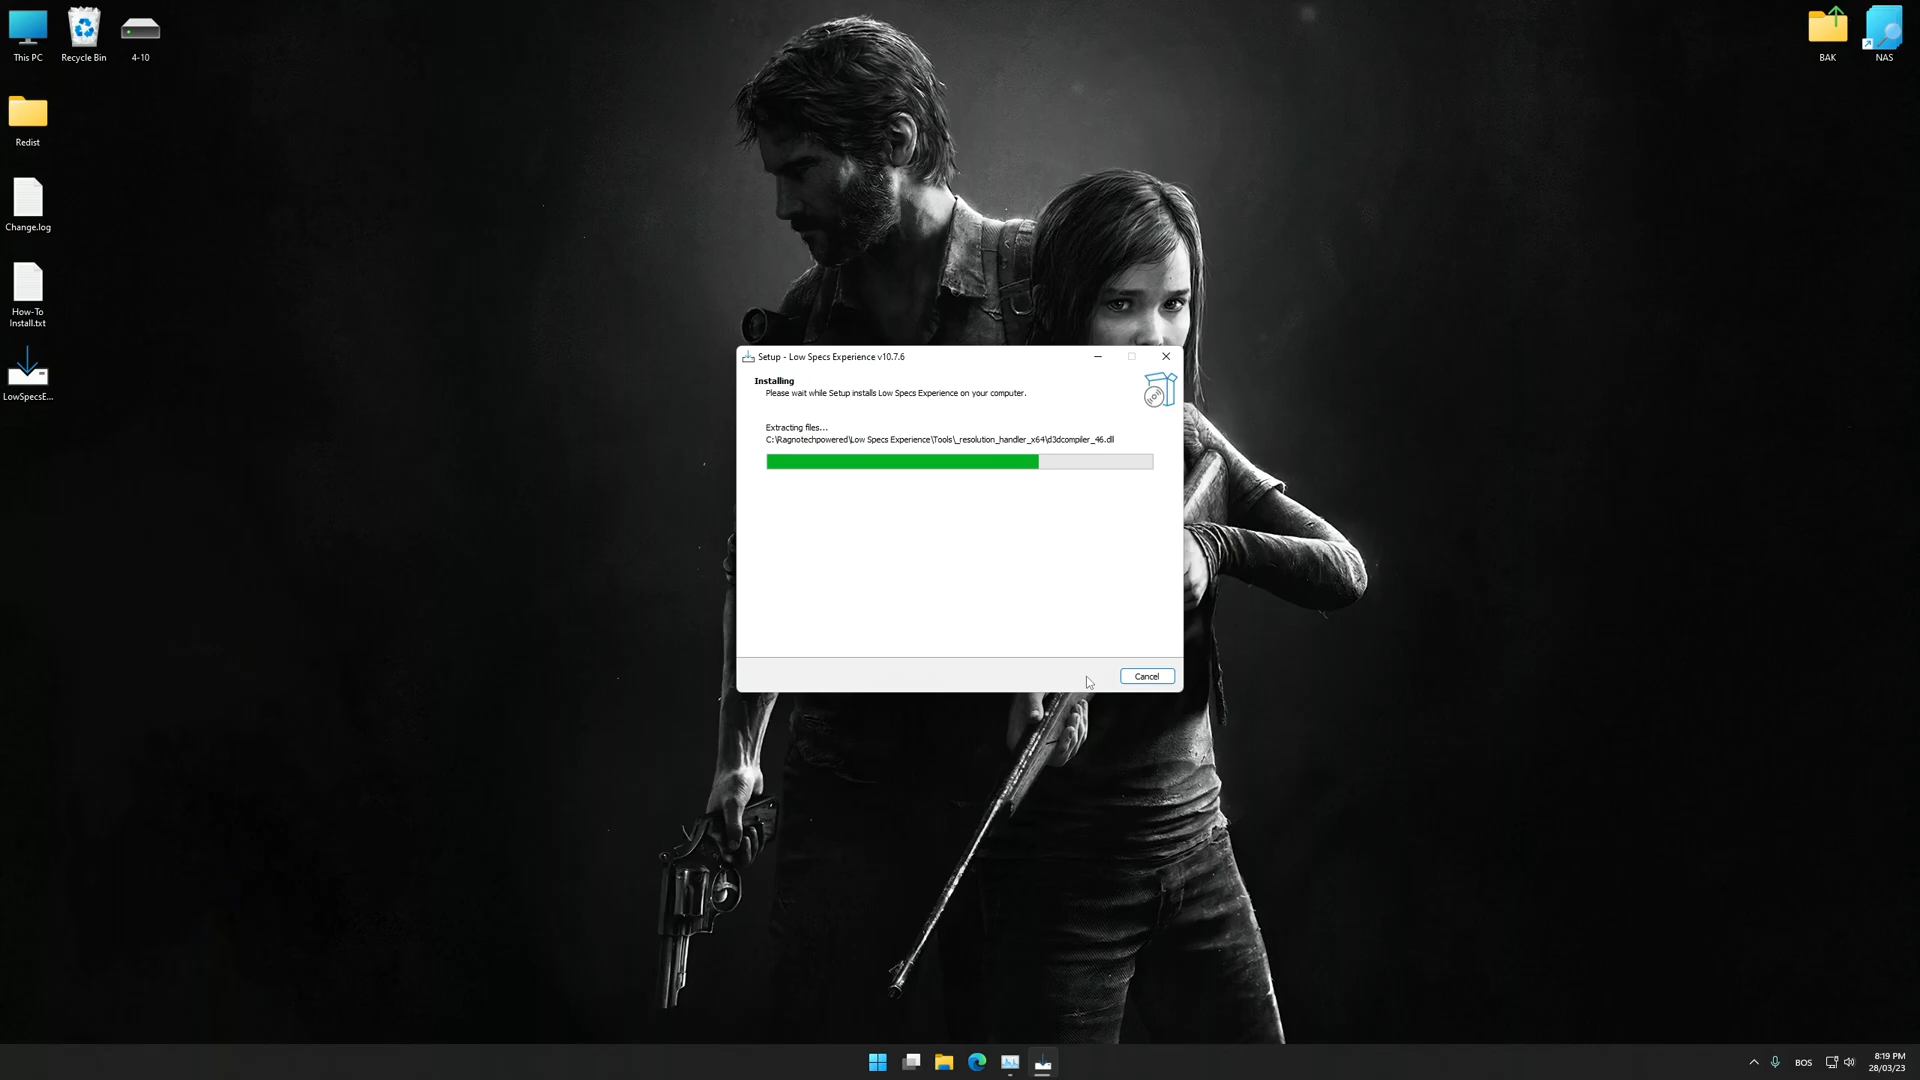 This PC
Recycle Bin
4-10
BAK
NAS
Redist
Change.log
How-To
Install.txt
LowSpecsE...
Setup - Low Specs Experience v10.7.6
Installing
Please wait while Setup installs Low Specs Experience on your computer.
Extracting files...
C:\Ragnotechpowered\Low Specs Experience\Tools\_resolution_handler_x64\d3dcompiler_46.dll
Cancel
BOS
8:19 PM
28/03/23